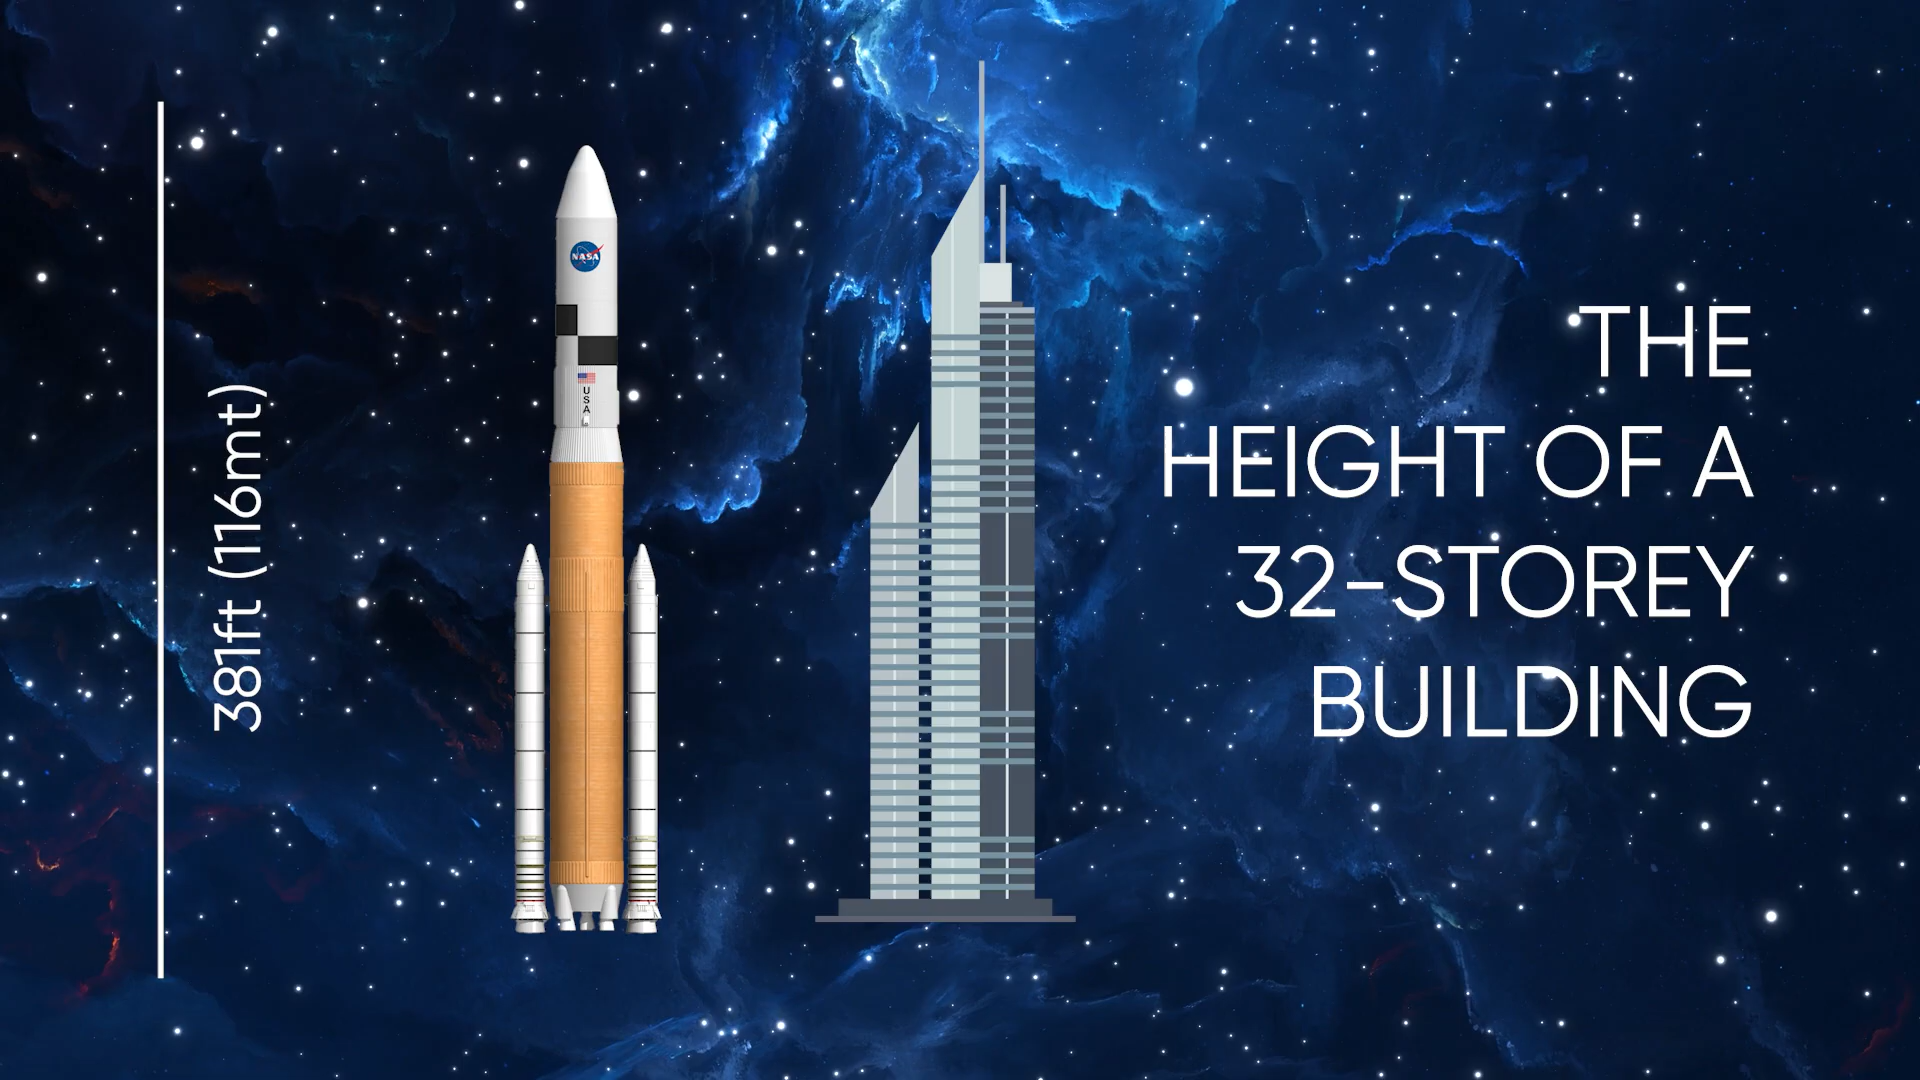 381ft (116mt)
NASA
USA
THE
HEIGHT OF A
32-STOREY
BUILDING